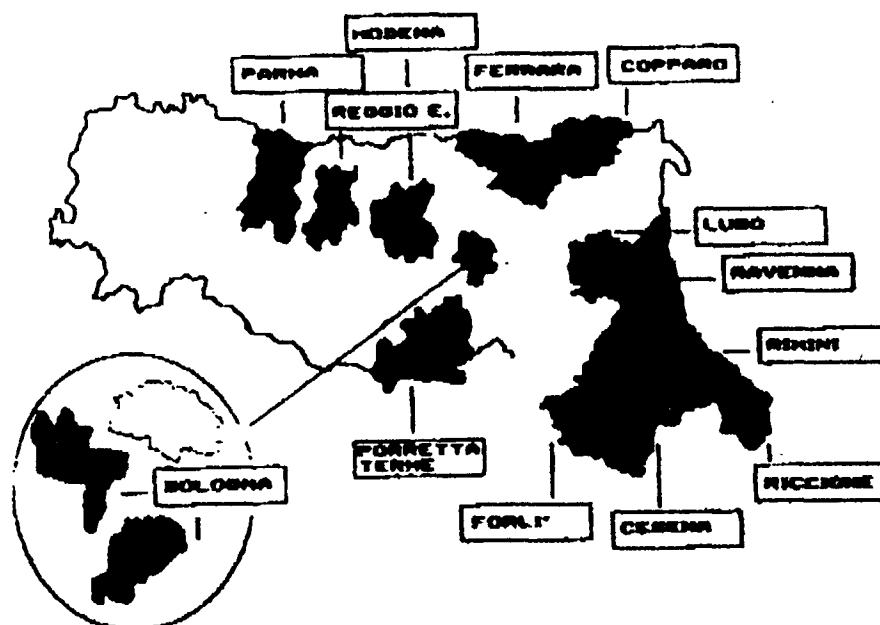 MODENA
PARMA
FERRARA
COPPARO
REGGIO E.
LUGO
RAVENNA
RIMINI
PORRETTA
TERME
BOLOGNA
RICCIONE
FORLI'
CESENA